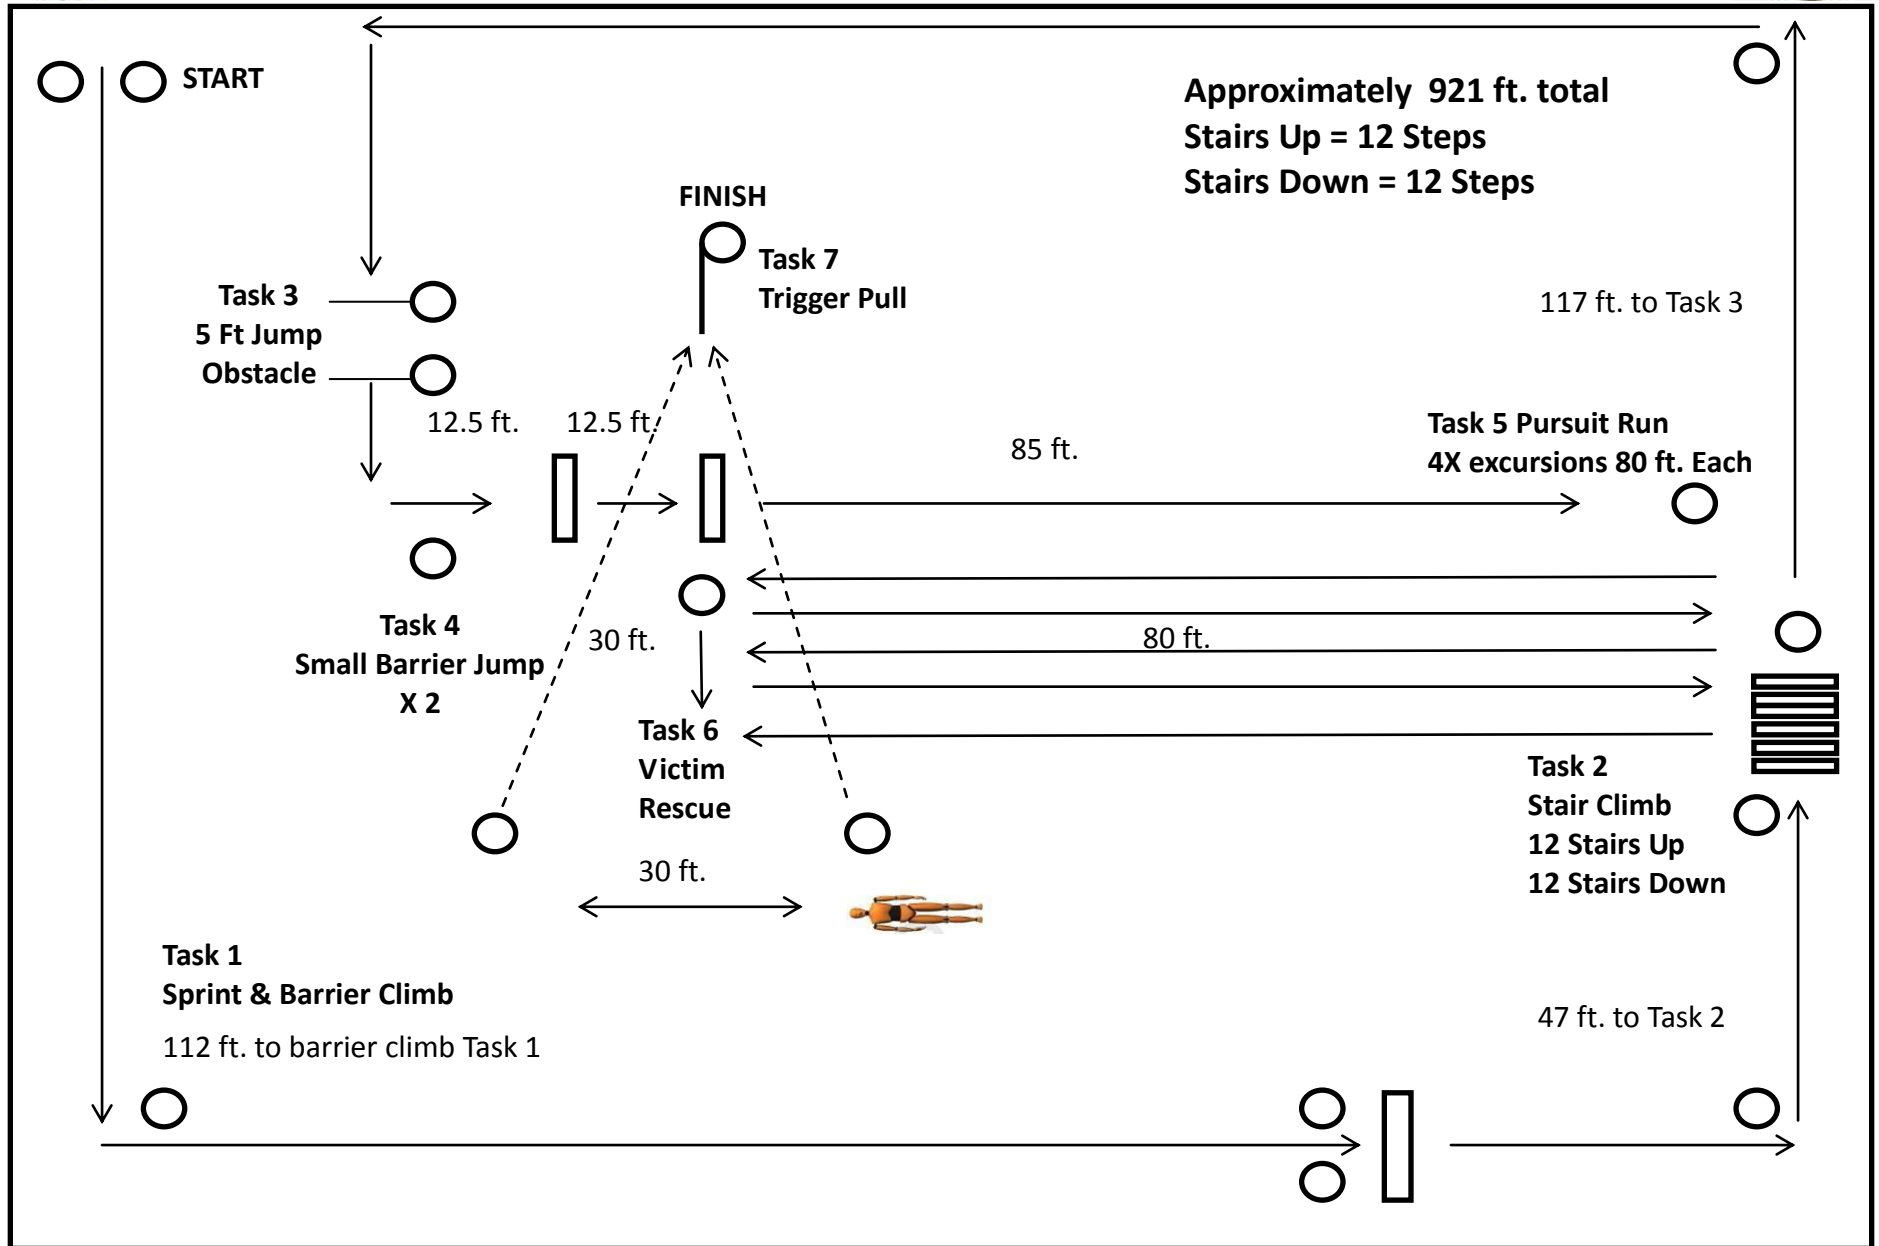 START
Approximately 921 ft. total
Stairs Up = 12 Steps
Stairs Down = 12 Steps
FINISH
Task 7
Trigger Pull
Task 3
5 Ft Jump
Obstacle
117 ft. to Task 3
12.5 ft.
12.5 ft.
85 ft.
Task 5 Pursuit Run
4X excursions 80 ft. Each
Task 4
Small Barrier Jump
X 2
30 ft.
80 ft.
Task 6
Victim
Rescue
30 ft.
Task 2
Stair Climb
12 Stairs Up
12 Stairs Down
Task 1
Sprint & Barrier Climb
112 ft. to barrier climb Task 1
47 ft. to Task 2